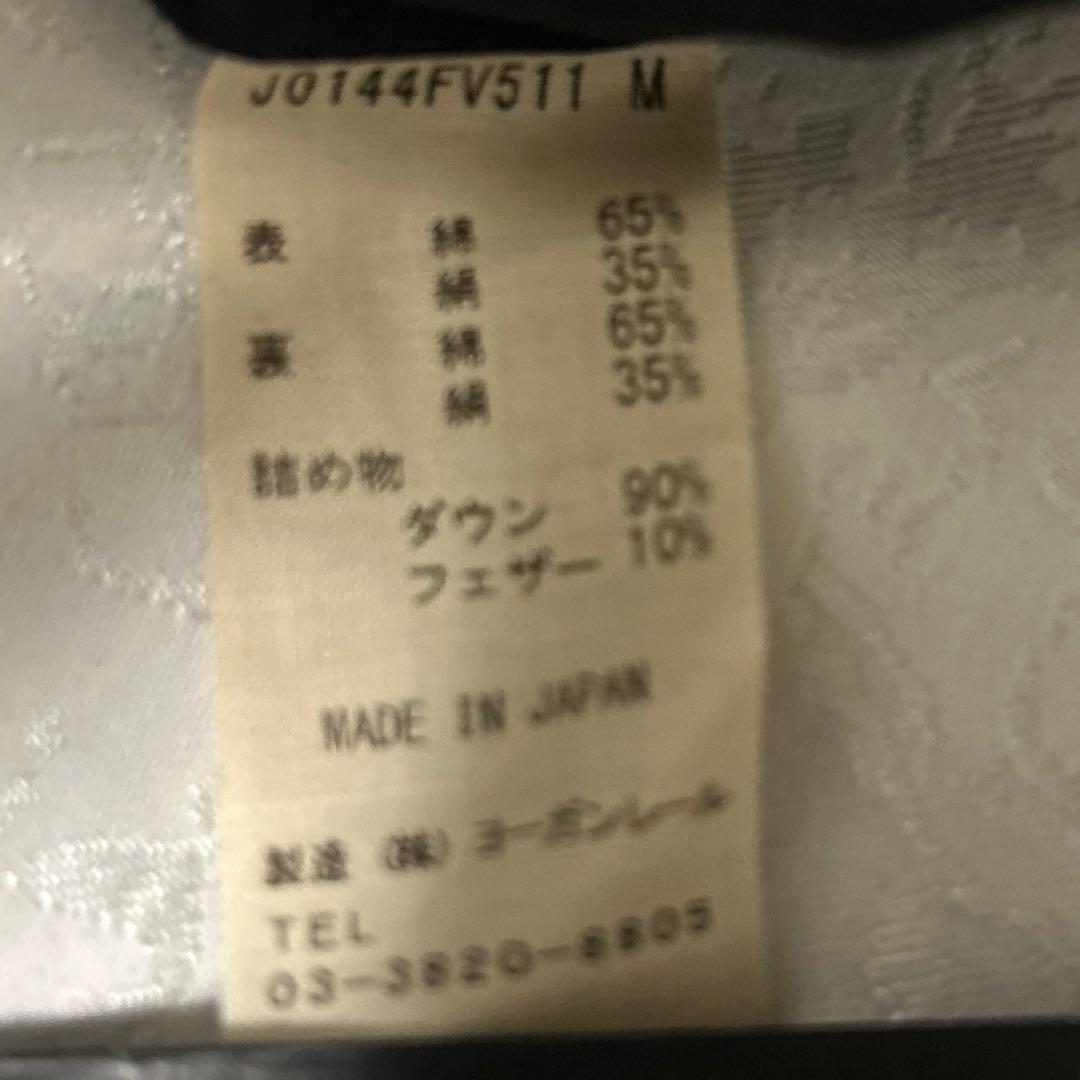 J0144FV511 M
表 綿 65%
絹 35%
裏 綿 65%
絹 35%
詰め物
ダウン 90%
フェザー 10%
MADE IN JAPAN
製造 (株) ヨーガンレール
TEL
03-3820-8805